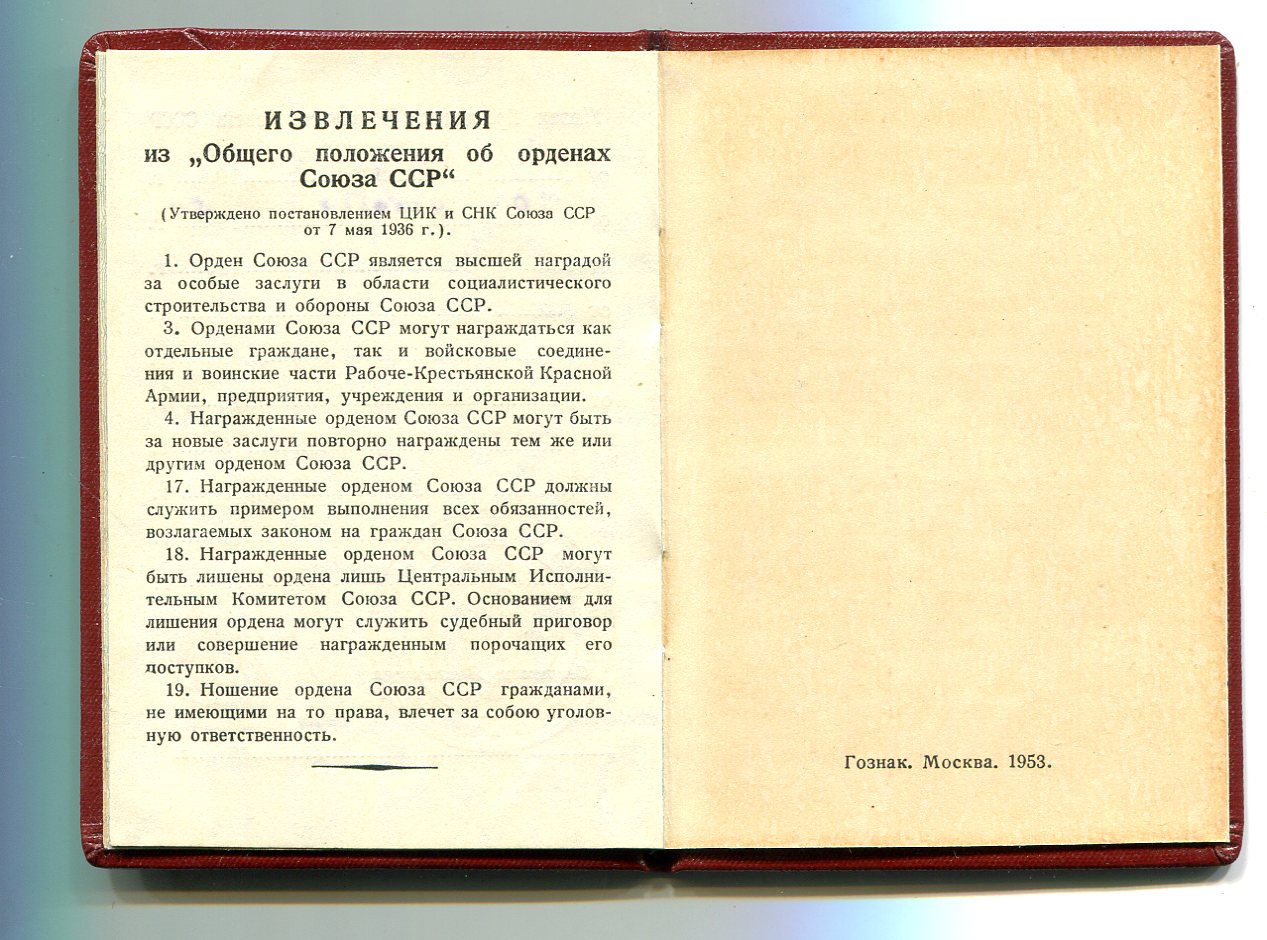 ИЗВЛЕЧЕНИЯ
из „Общего положения об орденах
Союза ССР“
(Утверждено постановлением ЦИК и СНК Союза ССР
от 7 мая 1936 г.).
1. Орден Союза ССР является высшей наградой
за особые заслуги в области социалистического
строительства и обороны Союза ССР.
3. Орденами Союза ССР могут награждаться как
отдельные граждане, так и войсковые соедине-
ния и воинские части Рабоче-Крестьянской Красной
Армии, предприятия, учреждения и организации.
4. Награжденные орденом Союза ССР могут быть
за новые заслуги повторно награждены тем же или
другим орденом Союза ССР.
17. Награжденные орденом Союза ССР должны
служить примером выполнения всех обязанностей,
возлагаемых законом на граждан Союза ССР.
18. Награжденные орденом Союза ССР могут
быть лишены ордена лишь Центральным Исполни-
тельным Комитетом Союза ССР. Основанием для
лишения ордена могут служить судебный приговор
или совершение награжденным порочащих его
поступков.
19. Ношение ордена Союза ССР гражданами,
не имеющими на то права, влечет за собою уголов-
ную ответственность.
Гознак. Москва. 1953.